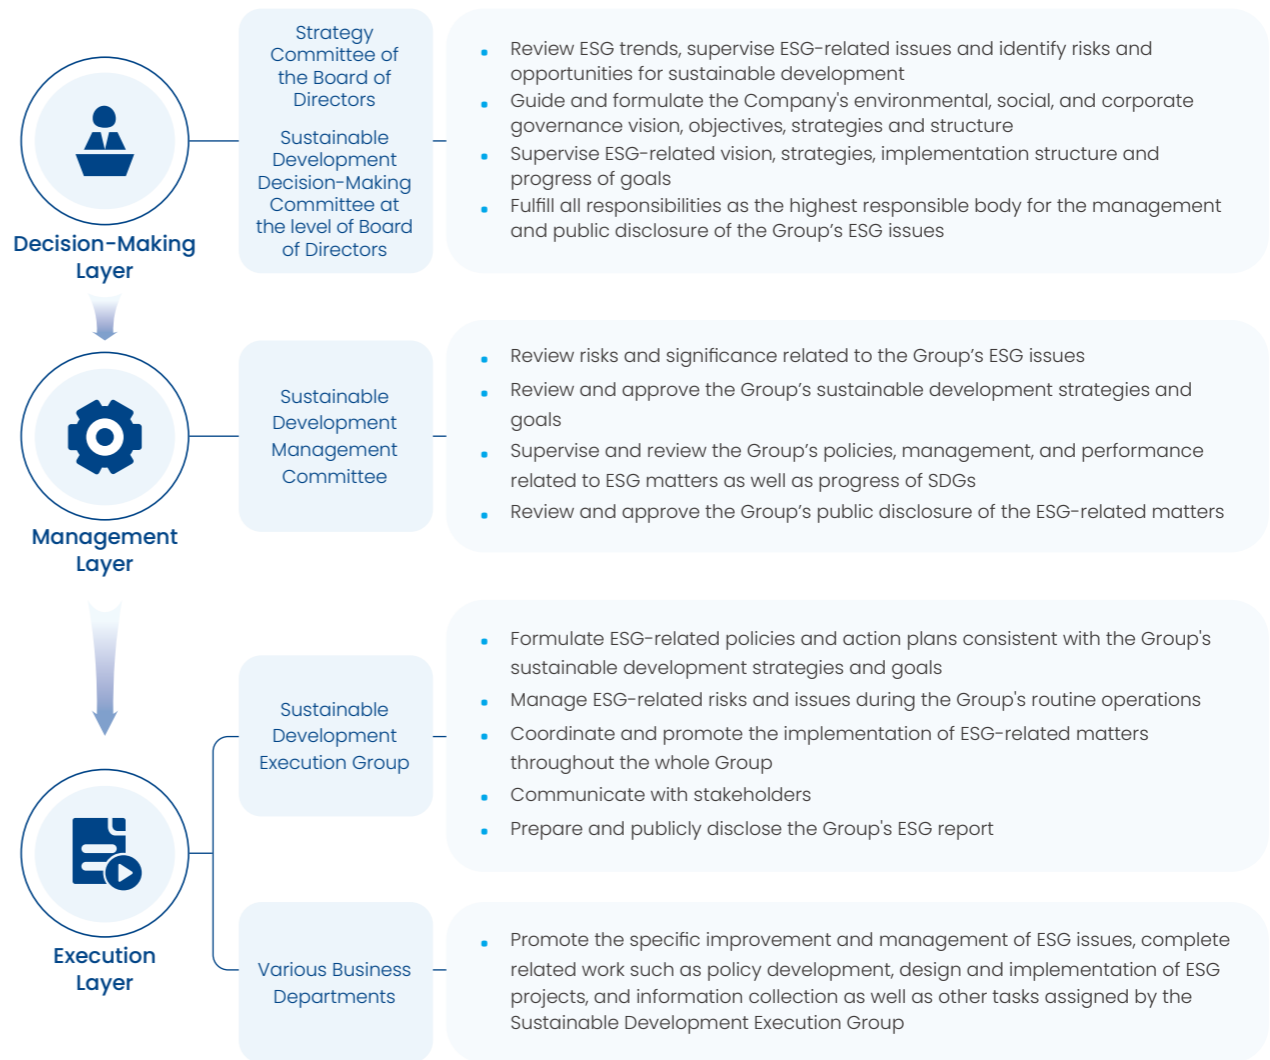 Strategy
Committee of
the Board of
Directors
Sustainable
Development
Decision-Making
Committee at
the level of Board
of Directors
Decision-Making
Layer
Review ESG trends, supervise ESG-related issues and identify risks and
opportunities for sustainable development
Guide and formulate the Company's environmental, social, and corporate
governance vision, objectives, strategies and structure
Supervise ESG-related vision, strategies, implementation structure and
progress of goals
Fulfill all responsibilities as the highest responsible body for the management
and public disclosure of the Group’s ESG issues
Management
Layer
Sustainable
Development
Management
Committee
Review risks and significance related to the Group’s ESG issues
Review and approve the Group’s sustainable development strategies and
goals
Supervise and review the Group’s policies, management, and performance
related to ESG matters as well as progress of SDGs
Review and approve the Group’s public disclosure of the ESG-related matters
Execution
Layer
Sustainable
Development
Execution Group
Formulate ESG-related policies and action plans consistent with the Group's
sustainable development strategies and goals
Manage ESG-related risks and issues during the Group's routine operations
Coordinate and promote the implementation of ESG-related matters
throughout the whole Group
Communicate with stakeholders
Prepare and publicly disclose the Group's ESG report
Various Business
Departments
Promote the specific improvement and management of ESG issues, complete
related work such as policy development, design and implementation of ESG
projects, and information collection as well as other tasks assigned by the
Sustainable Development Execution Group